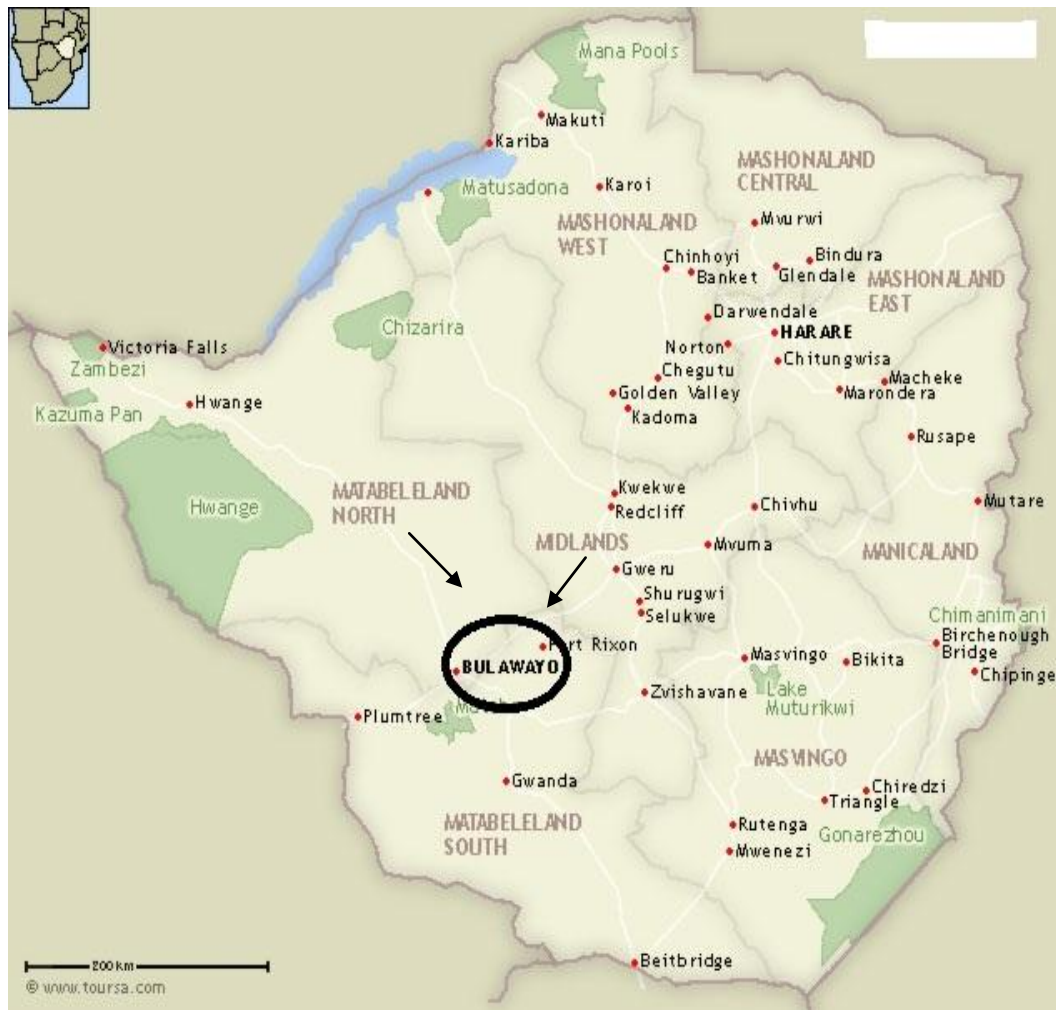 Mana Pools
Makuti
Kariba
MASHONALAND
CENTRAL
Matusadona
Karoi
MASHONALAND
WEST
Mvurwi
Chinhoyi
Banket
Bindura
Glendale
MASHONALAND
EAST
Chizarira
Darwendale
HARARE
Norton
Victoria Falls
Zambezi
Chitungwisa
Chegutu
Macheke
Marondera
Golden Valley
Kadoma
Kazuma Pan
Hwange
Rusape
MATABELELAND
NORTH
Hwange
Kwekwe
Redcliff
Chivhu
Mutare
MIDLANDS
Mvuma
MANICALAND
Gweru
Shurugwi
Selukwe
Chimanimani
Birchenough
Bridge
Rixon
BULAWAYO
Masvingo
Bikita
Chipinge
Zvishavane
Lake
Muturikwi
Plumtree
MASVINGO
Gwanda
Chiredzi
Triangle
MATABELELAND
SOUTH
Rutenga
Gonarezhou
Mwenezi
Beitbridge
200 km
© www.toursa.com